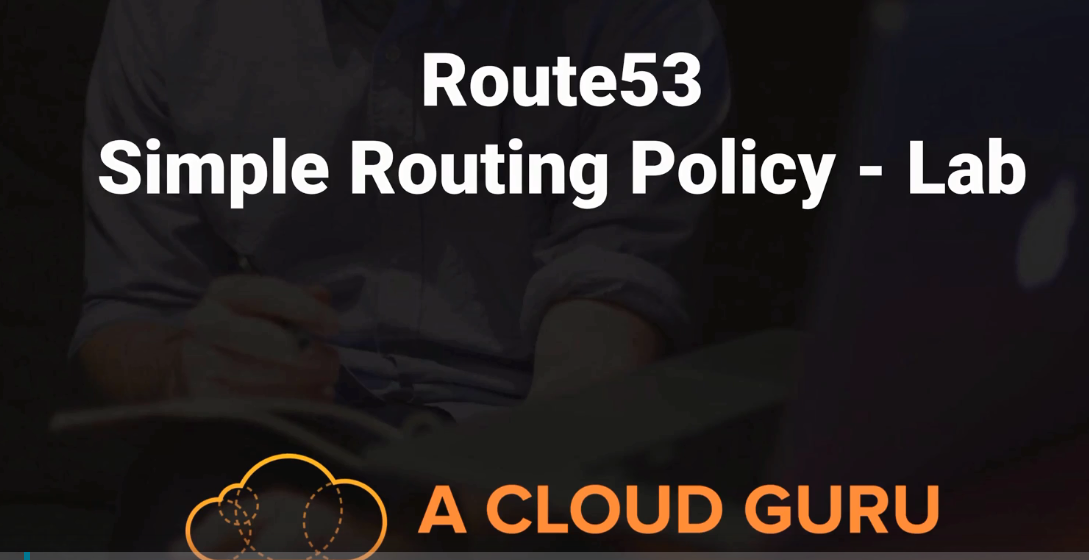 Route53
Simple Routing Policy - Lab
A CLOUD GURU